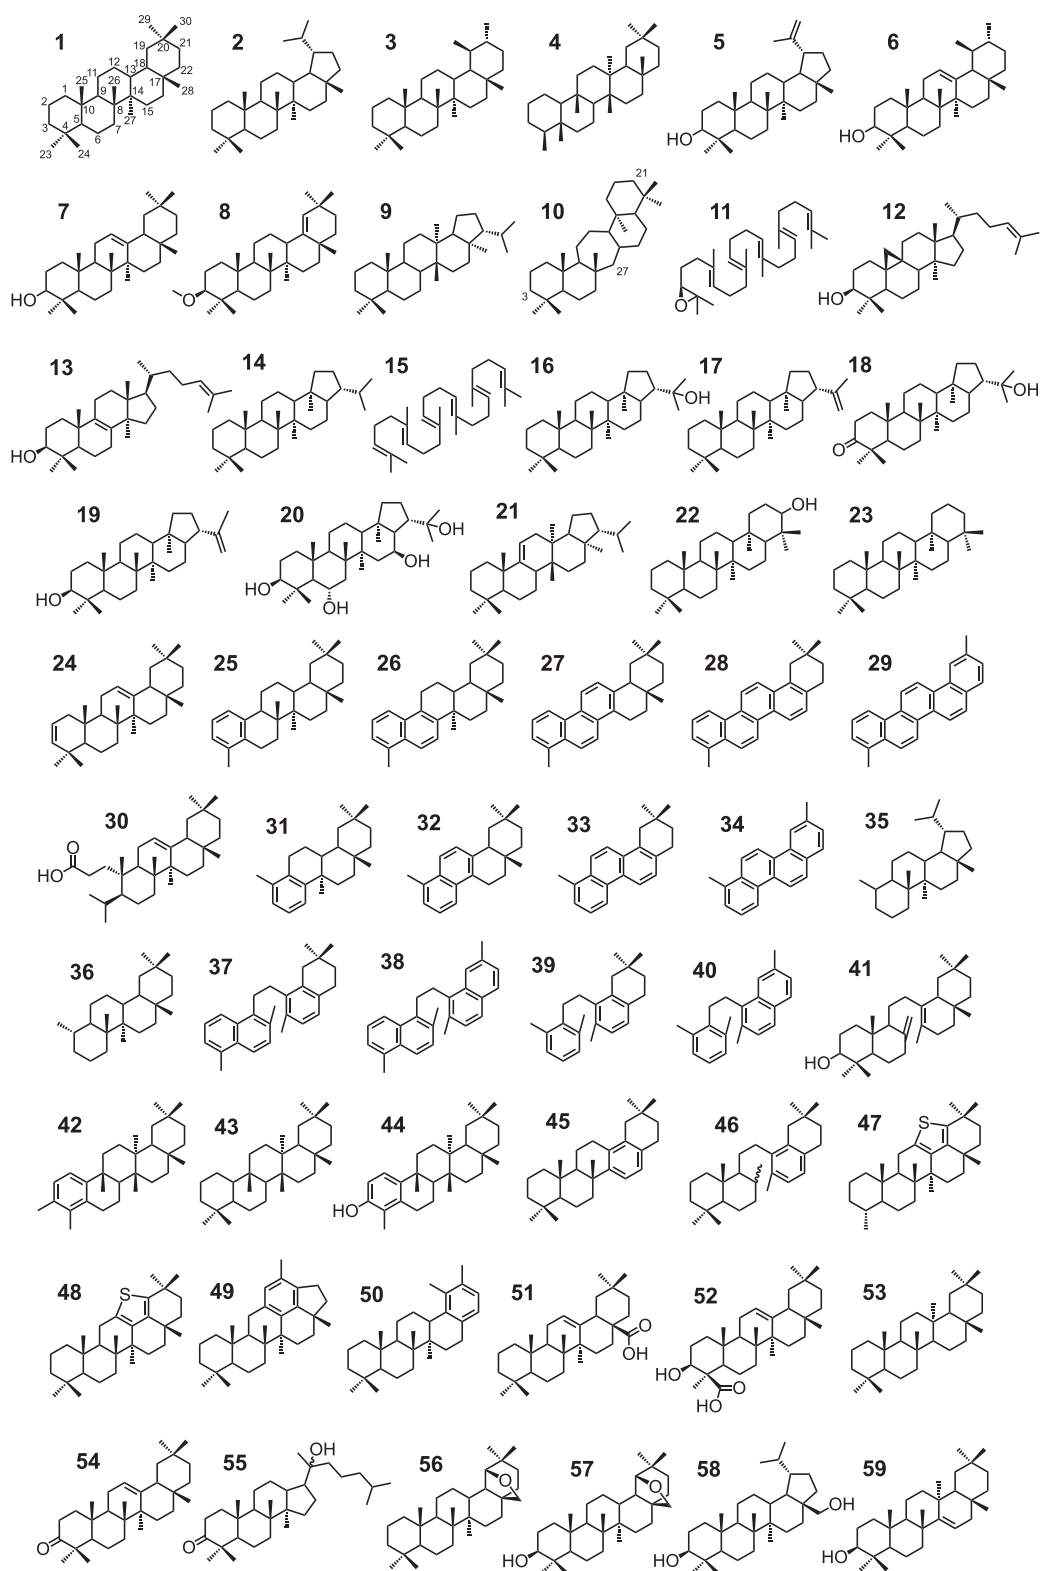 1 2 3 4 5 6
29 30 19 20 21 12 18 22 11 13 17 25 26 28 1 9 14 2 10 8 15 3 5 27 4 7 6 23 24
HO HO
7 8 9 10 11 12
21
HO O 3 27 O HO
13 14 15 16 17 18
OH OH
HO O
19 20 21 22 23
OH OH
OH
HO HO
OH
24 25 26 27 28 29
30 31 32 33 34 35
O
HO
36 37 38 39 40 41
HO
42 43 44 45 46 47
S
HO
48 49 50 51 52 53
S
O
OH
HO O
HO
54 55 56 57 58 59
OH
O O
OH
O O HO HO HO